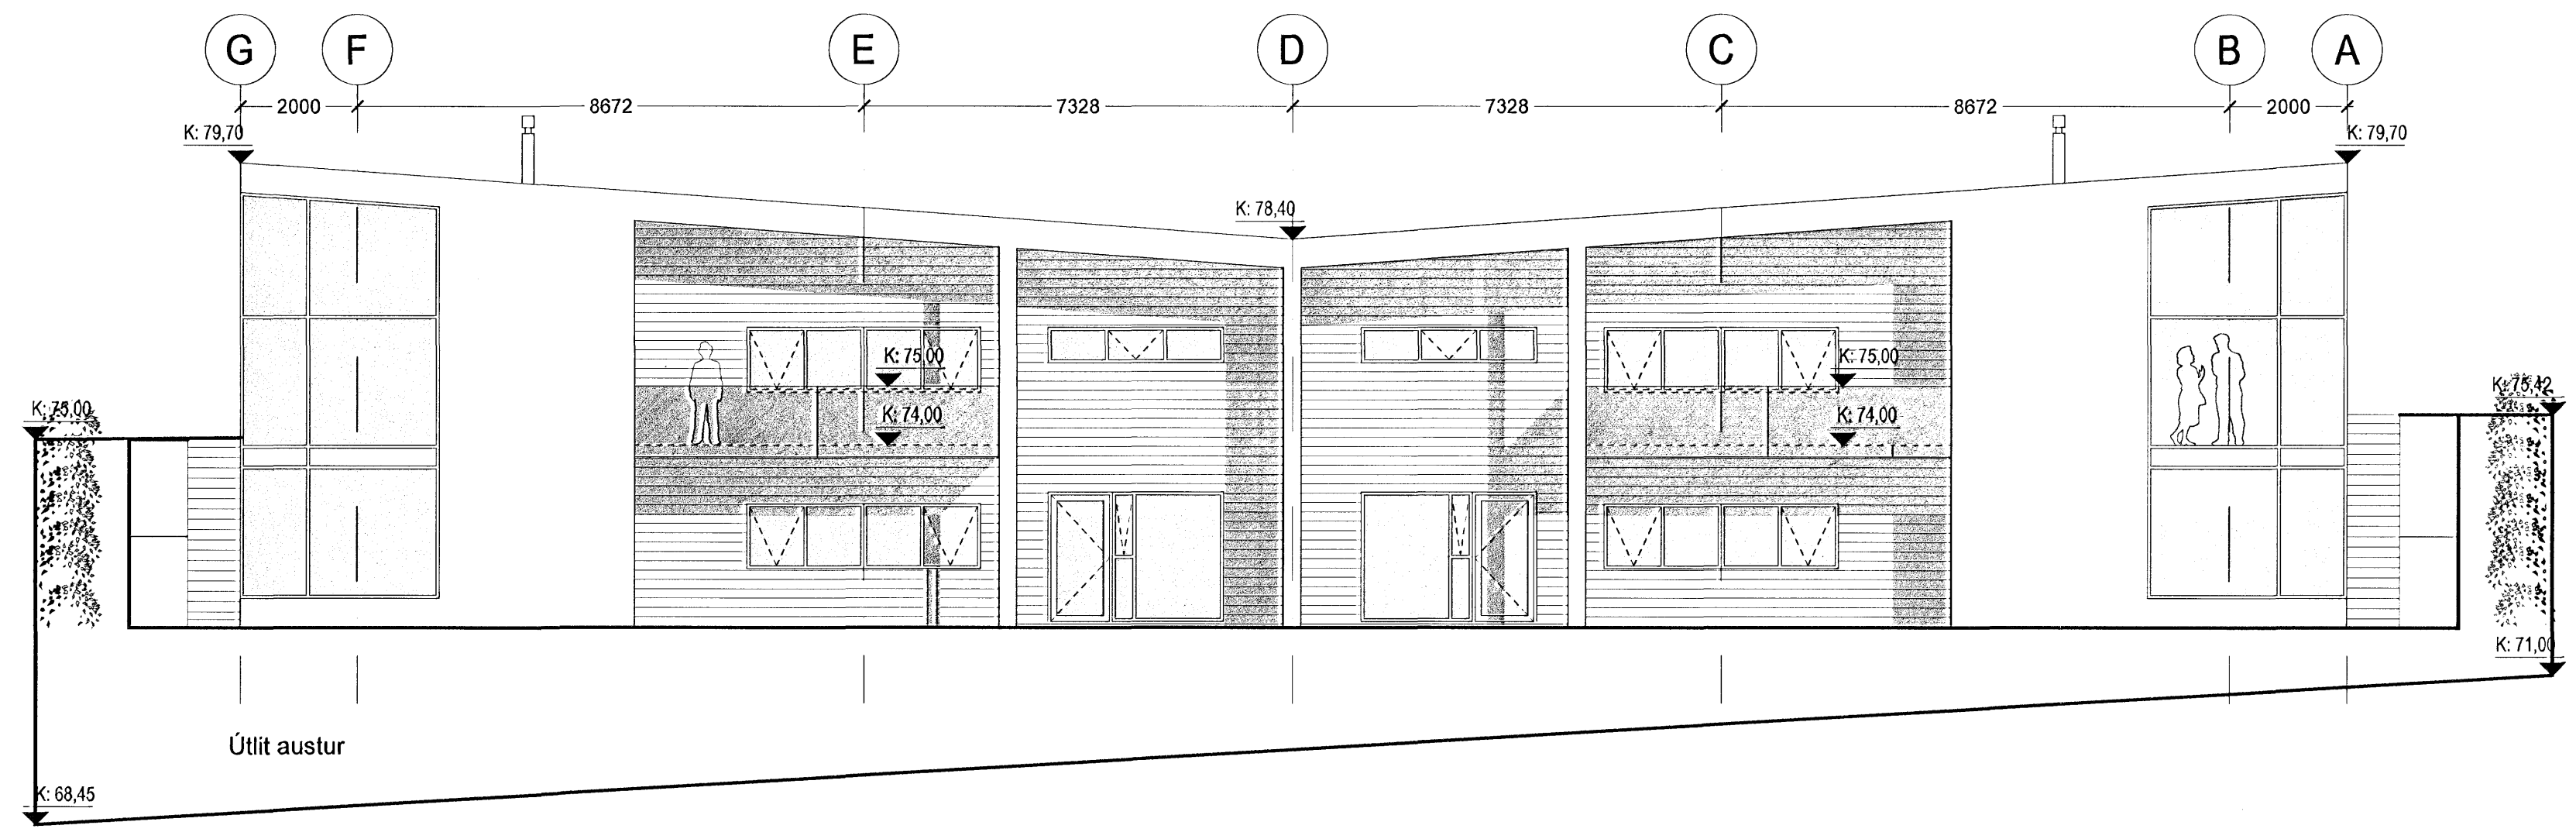 G F E D C B A
2000 8672 7328 7328 8672 2000
K: 79,70 K: 79,70
K: 78,40
K: 75,00 K: 75,00
K: 75,00 K: 75,42
K: 74,00 K: 74,00
K: 71,00
Útlit austur
K: 68,45